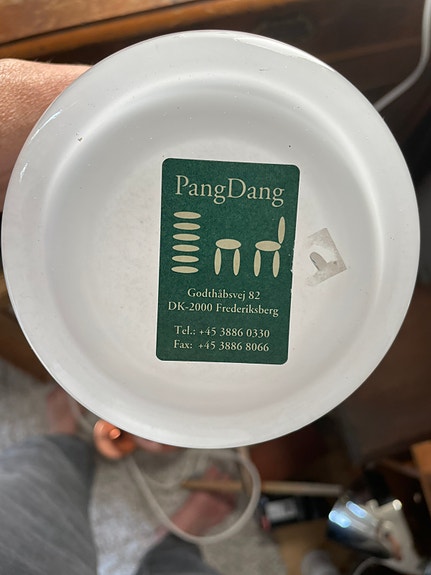 PangDang
Godthåbsvej 82
DK-2000 Frederiksberg
Tel.: +45 3886 0330
Fax: +45 3886 8066